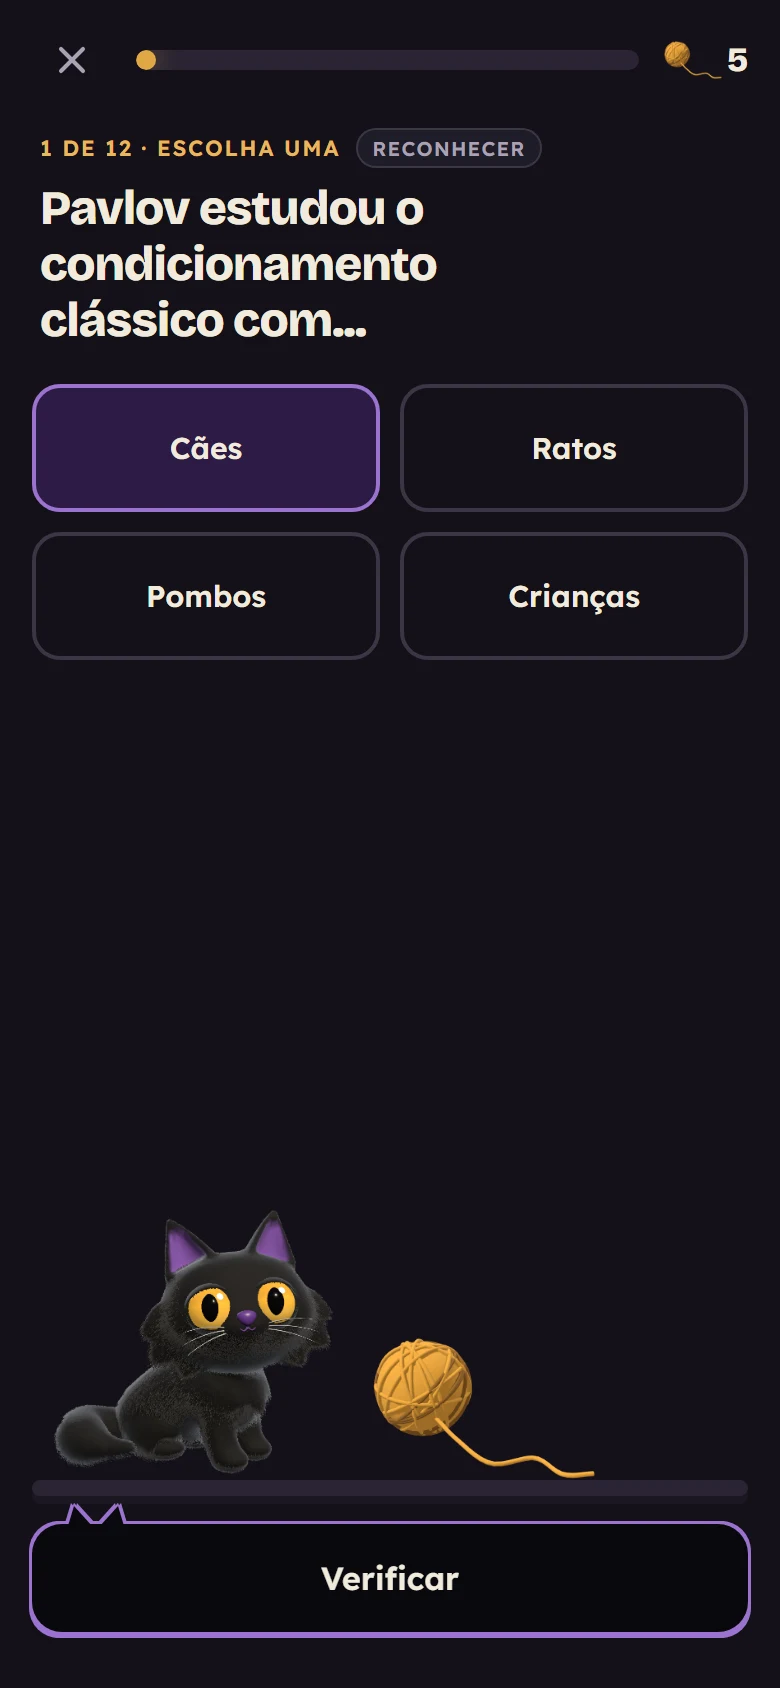 5
1 DE 12 · ESCOLHA UMA RECONHECER
Pavlov estudou o
condicionamento
clássico com...
Cães Ratos
Pombos Crianças
Verificar